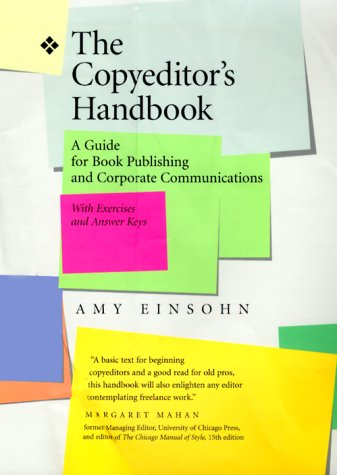 The
Copyeditor's
Handbook
A Guide
for Book Publishing
and Corporate Communications
With Exercises
and Answer Keys
AMY EINSOHN
"A basic text for beginning
copyeditors and a good read for old pros,
this handbook will also enlighten any editor
contemplating freelance work."
MARGARET MAHAN
former Managing Editor, University of Chicago Press,
and editor of The Chicago Manual of Style, 15th edition